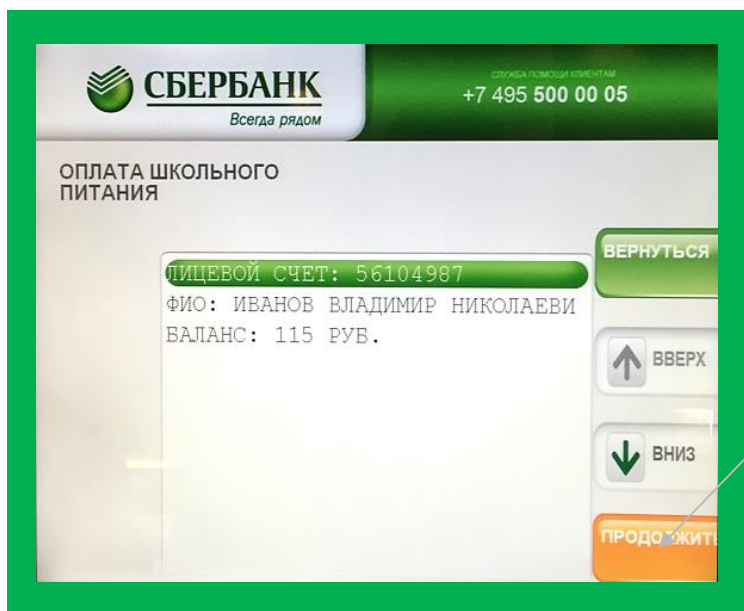 СБЕРБАНК
Всегда рядом
СЛУЖБА ПОМОЩИ КЛИЕНТАМ
+7 495 500 00 05
ОПЛАТА ШКОЛЬНОГО
ПИТАНИЯ
ВЕРНУТЬСЯ
ЛИЦЕВОЙ СЧЕТ: 56104987
ФИО: ИВАНОВ ВЛАДИМИР НИКОЛАЕВИ
БАЛАНС: 115 РУБ.
ВВЕРХ
ВНИЗ
ПРОДОЛЖИТЬ